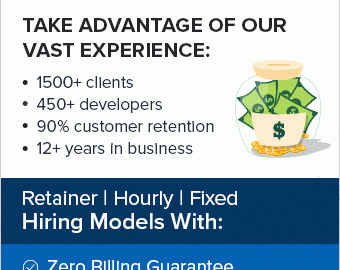 TAKE ADVANTAGE OF OUR
VAST EXPERIENCE:
• 1500+ clients
• 450+ developers
• 90% customer retention
• 12+ years in business
$
Retainer | Hourly | Fixed
Hiring Models With:
Zero Billing Guarantee